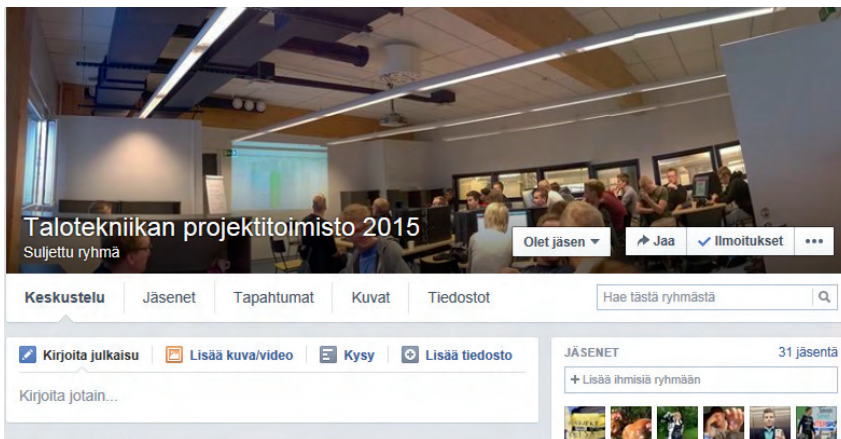 Talotekniikan projektitoimisto 2015
Suljettu ryhmä
Olet jäsen
Jaa
Ilmoitukset
Keskustelu Jäsenet Tapahtumat Kuvat Tiedostot
Hae tästä ryhmästä
Kirjoita julkaisu Lisää kuva/video Kysy Lisää tiedosto
Kirjoita jotain...
JÄSENET 31 jäsentä
+ Lisää ihmisiä ryhmään